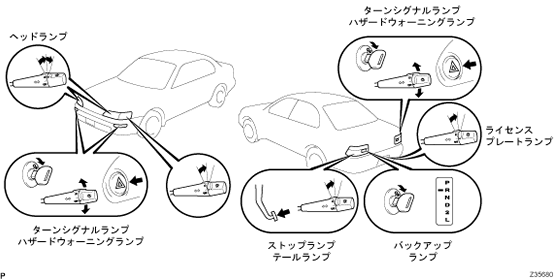 ターンシグナルランプ
ハザードウォーニングランプ
ヘッドランプ
ライセンス
プレートランプ
P
R
N
D
2
L
ターンシグナルランプ
ハザードウォーニングランプ
ストップランプ
テールランプ
バックアップ
ランプ
P
Z35680